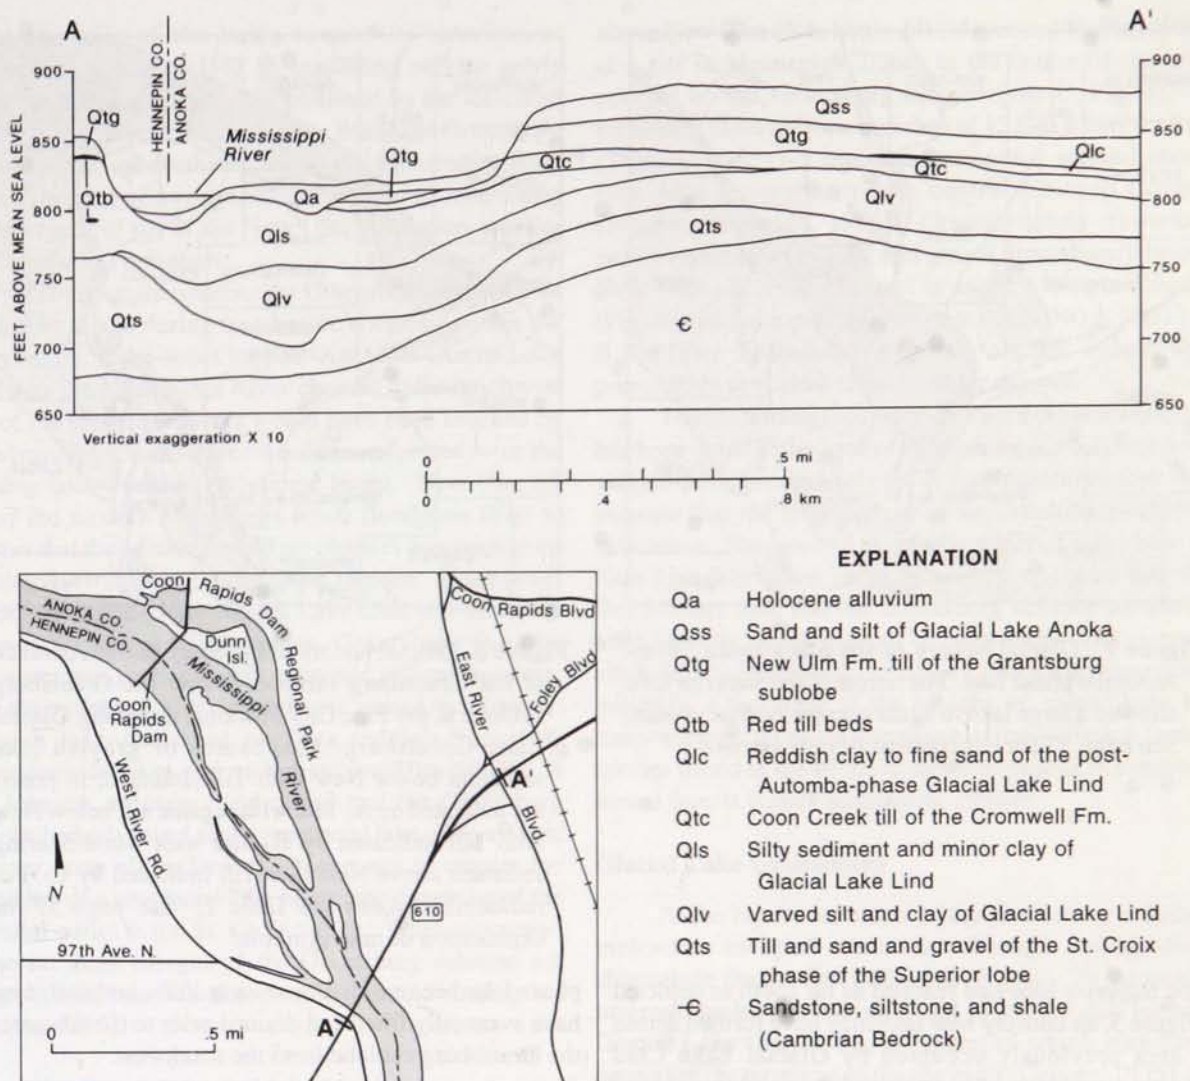 A
A'
HENNEPIN CO.
ANOKA CO.
900
850
800
750
700
650
FEET ABOVE MEAN SEA LEVEL
900
850
800
750
700
650
Qtg
Mississippi
River
Qtg
Qtb
Qa
Qls
Qlv
Qts
Qss
Qtg
Qtc
Qlc
Qtc
Qlv
Qts
Ꞓ
Vertical exaggeration X 10
0 .5 mi
0 .4 .8 km
Coon Rapids Dam Regional Park
ANOKA CO.
HENNEPIN CO.
Dunn
Isl.
Mississippi
River
Coon
Rapids
Dam
West River Rd
East River
Blvd
Coon Rapids Blvd
Foley Blvd
A'
610
N
97th Ave. N.
0 .5 mi
A
EXPLANATION
Qa Holocene alluvium
Qss Sand and silt of Glacial Lake Anoka
Qtg New Ulm Fm. till of the Grantsburg
sublobe
Qtb Red till beds
Qlc Reddish clay to fine sand of the post-
Automba-phase Glacial Lake Lind
Qtc Coon Creek till of the Cromwell Fm.
Qls Silty sediment and minor clay of
Glacial Lake Lind
Qlv Varved silt and clay of Glacial Lake Lind
Qts Till and sand and gravel of the St. Croix
phase of the Superior lobe
Ꞓ Sandstone, siltstone, and shale
(Cambrian Bedrock)